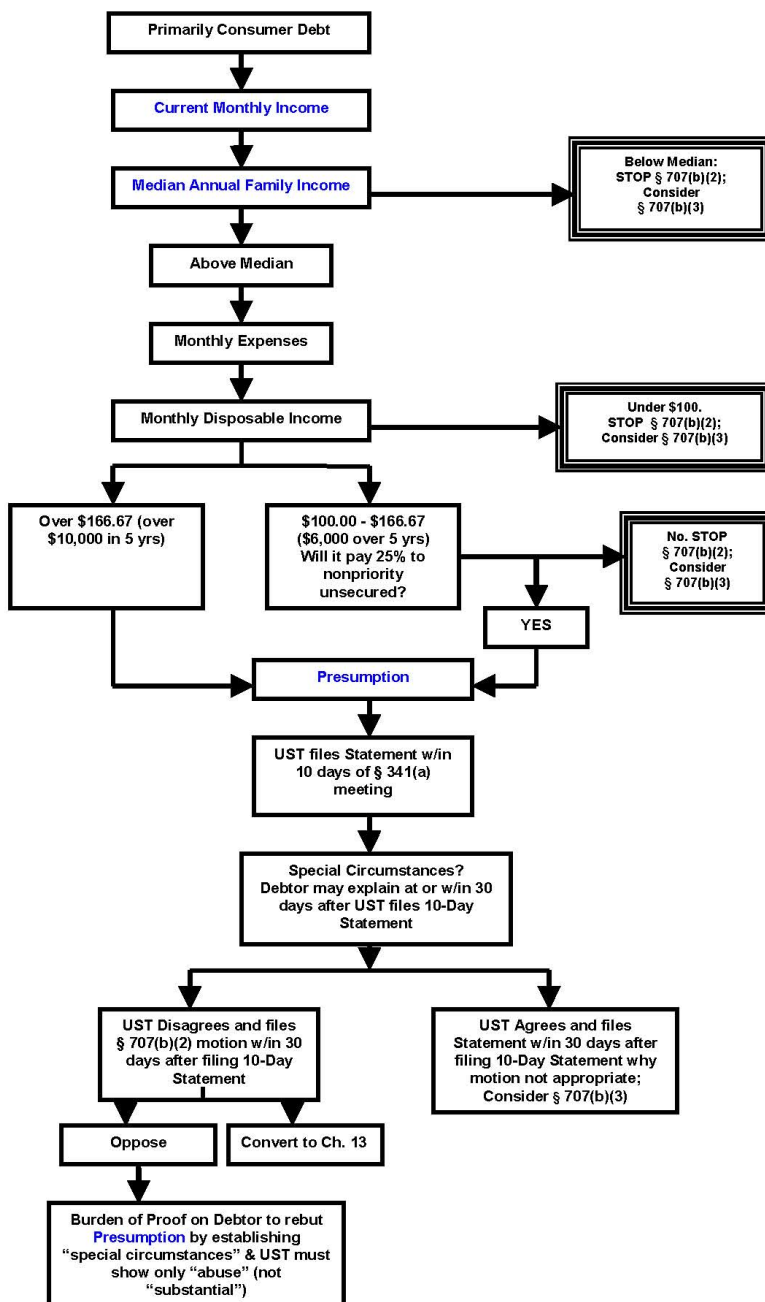 Primarily Consumer Debt
Current Monthly Income
Median Annual Family Income
Below Median:
STOP § 707(b)(2);
Consider
§ 707(b)(3)
Above Median
Monthly Expenses
Monthly Disposable Income
Under $100.
STOP § 707(b)(2);
Consider § 707(b)(3)
Over $166.67 (over
$10,000 in 5 yrs)
$100.00 - $166.67
($6,000 over 5 yrs)
Will it pay 25% to
nonpriority
unsecured?
No. STOP
§ 707(b)(2);
Consider
§ 707(b)(3)
YES
Presumption
UST files Statement w/in
10 days of § 341(a)
meeting
Special Circumstances?
Debtor may explain at or w/in 30
days after UST files 10-Day
Statement
UST Disagrees and files
§ 707(b)(2) motion w/in 30
days after filing 10-Day
Statement
UST Agrees and files
Statement w/in 30 days after
filing 10-Day Statement why
motion not appropriate;
Consider § 707(b)(3)
Oppose
Convert to Ch. 13
Burden of Proof on Debtor to rebut
Presumption by establishing
“special circumstances” & UST must
show only “abuse” (not
“substantial”)